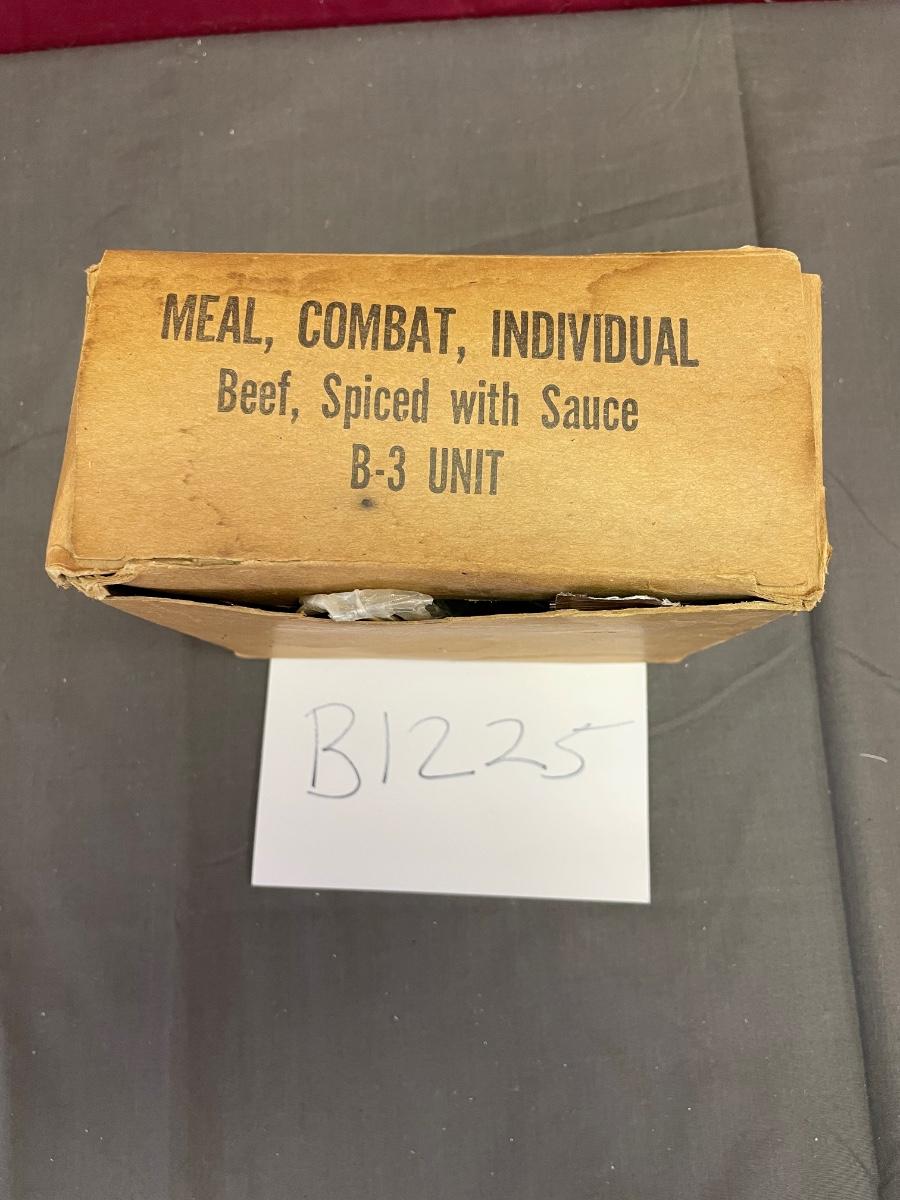 MEAL, COMBAT, INDIVIDUAL
Beef, Spiced with Sauce
B-3 UNIT
B1225